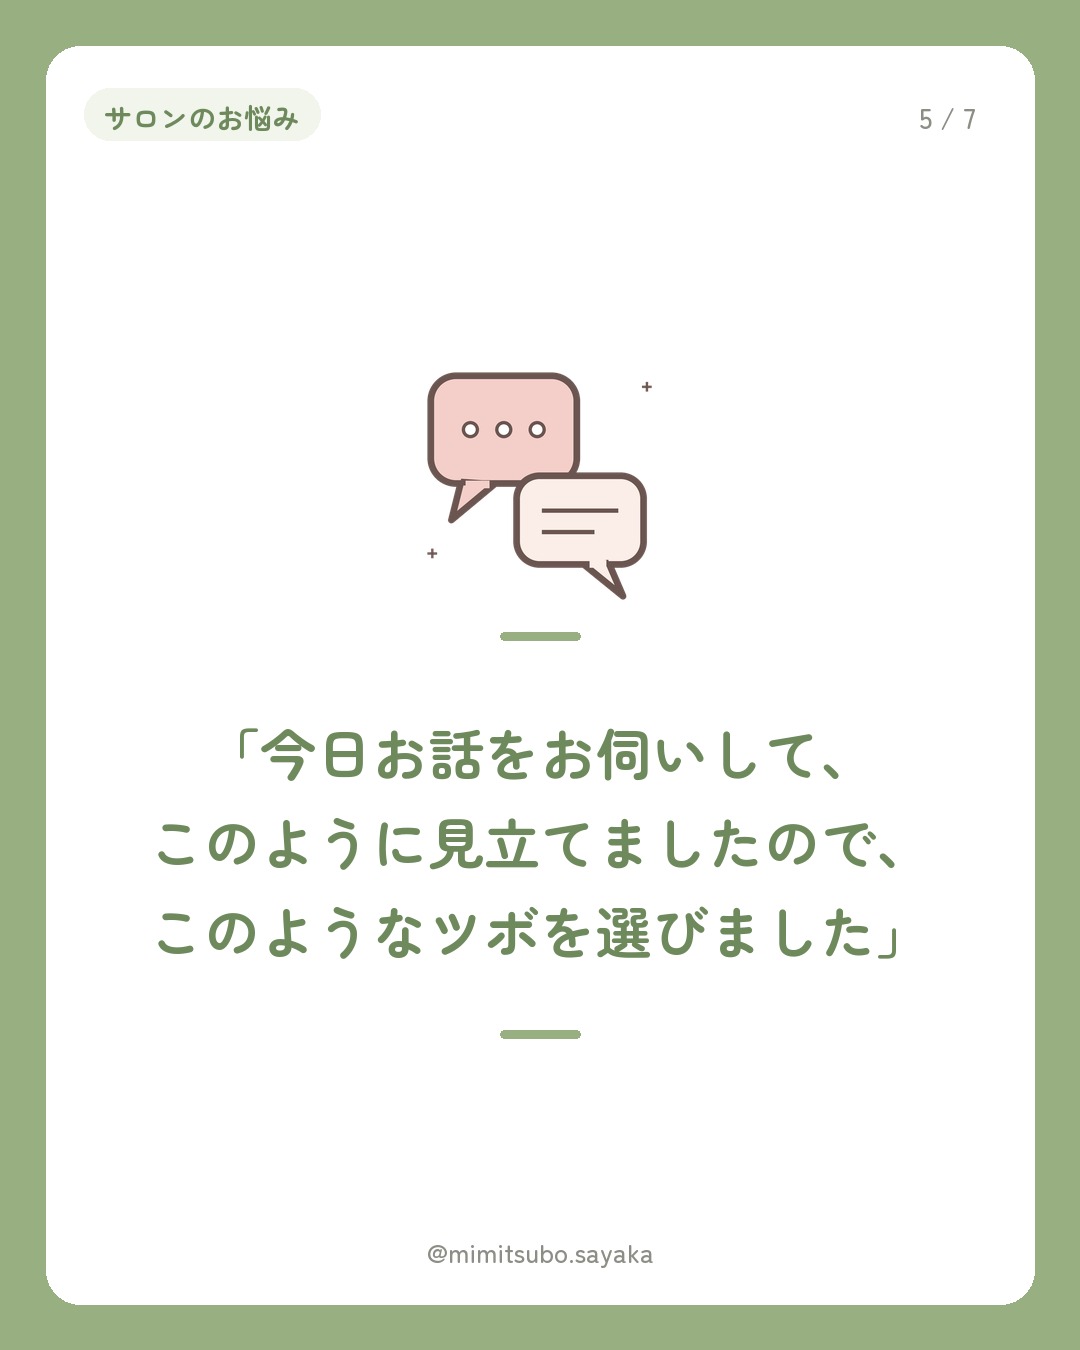 サロンのお悩み
5 / 7
「今日お話をお伺いして、
このように見立てましたので、
このようなツボを選びました」
@mimitsubo.sayaka